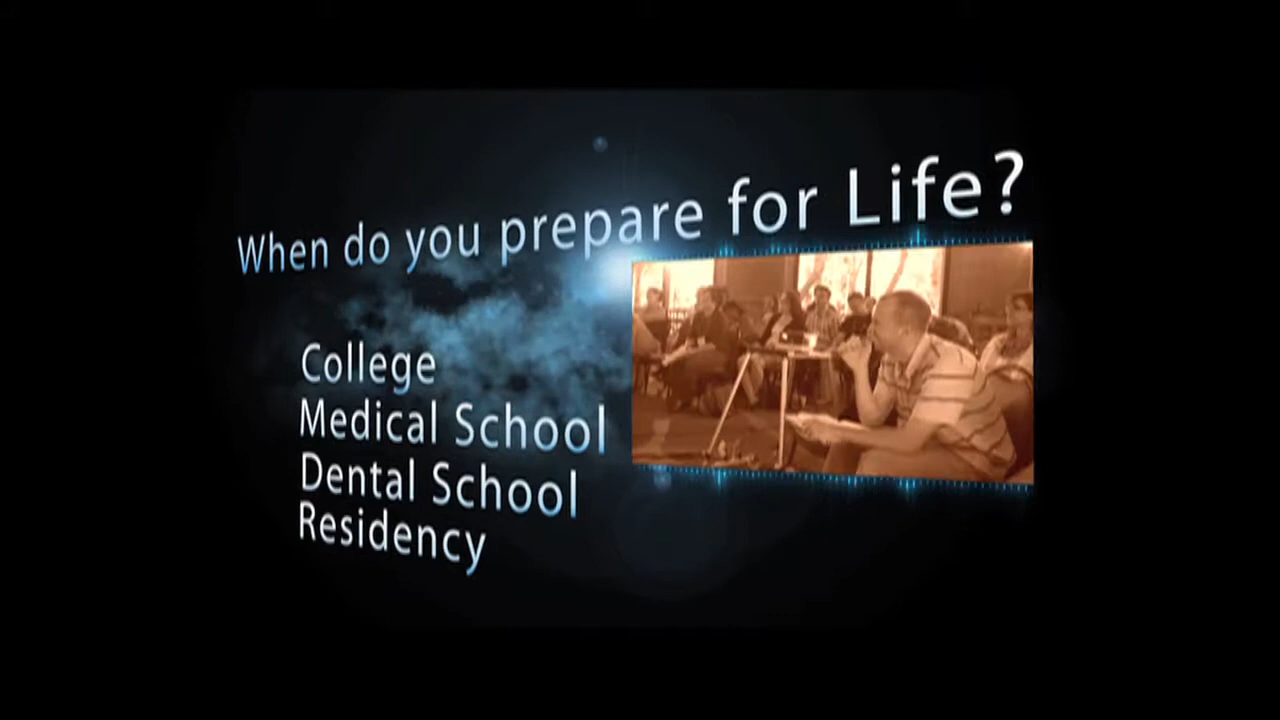 When do you prepare for Life?
College
Medical School
Dental School
Residency